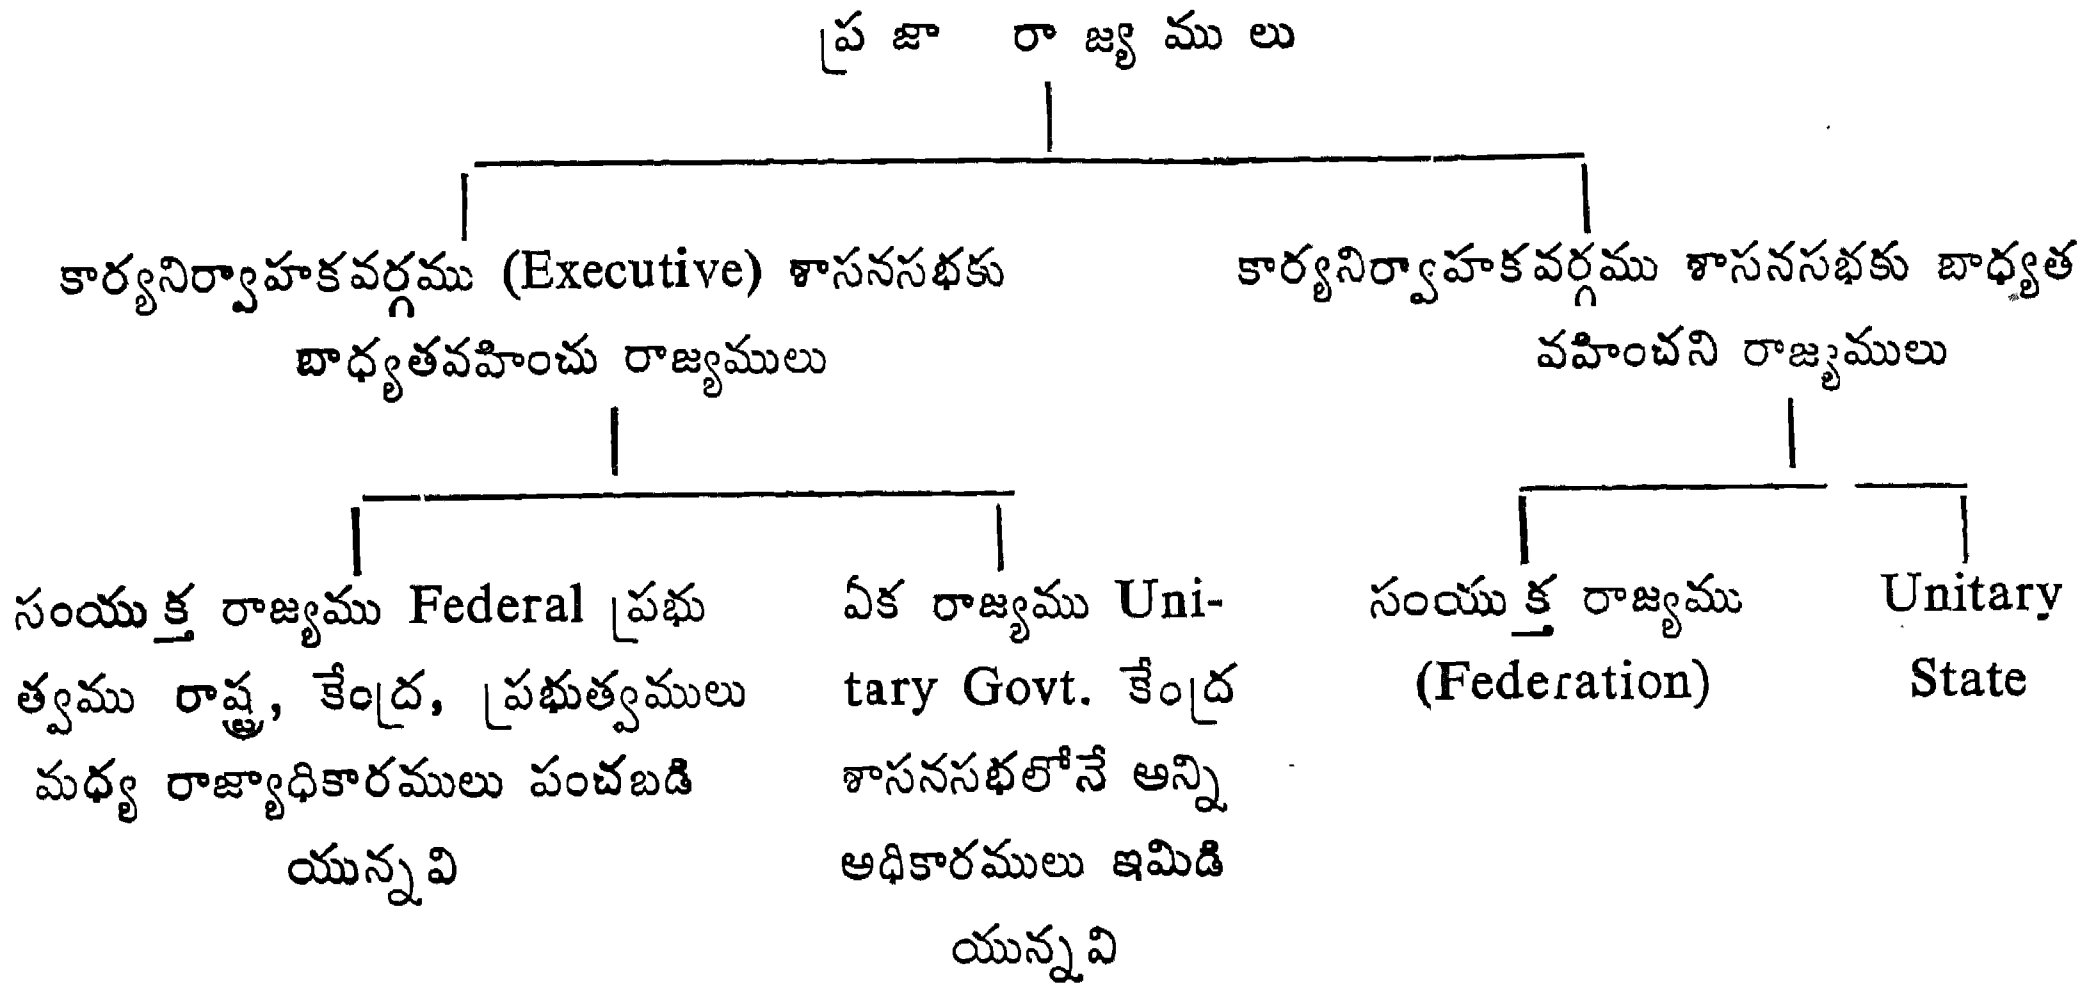 ప్రజా రాజ్యములు
కార్యనిర్వాహకవర్గము (Executive) శాసనసభకు
బాధ్యతవహించు రాజ్యములు
కార్యనిర్వాహకవర్గము శాసనసభకు బాధ్యత
వహించని రాజ్యములు
సంయుక్త రాజ్యము Federal ప్రభు
త్వము రాష్ట్ర, కేంద్ర, ప్రభుత్వములు
మధ్య రాజ్యాధికారములు పంచబడి
యున్నవి
ఏక రాజ్యము Uni-
tary Govt. కేంద్ర
శాసనసభలోనే అన్ని
అధికారములు ఇమిడి
యున్నవి
సంయుక్త రాజ్యము
(Federation)
Unitary
State